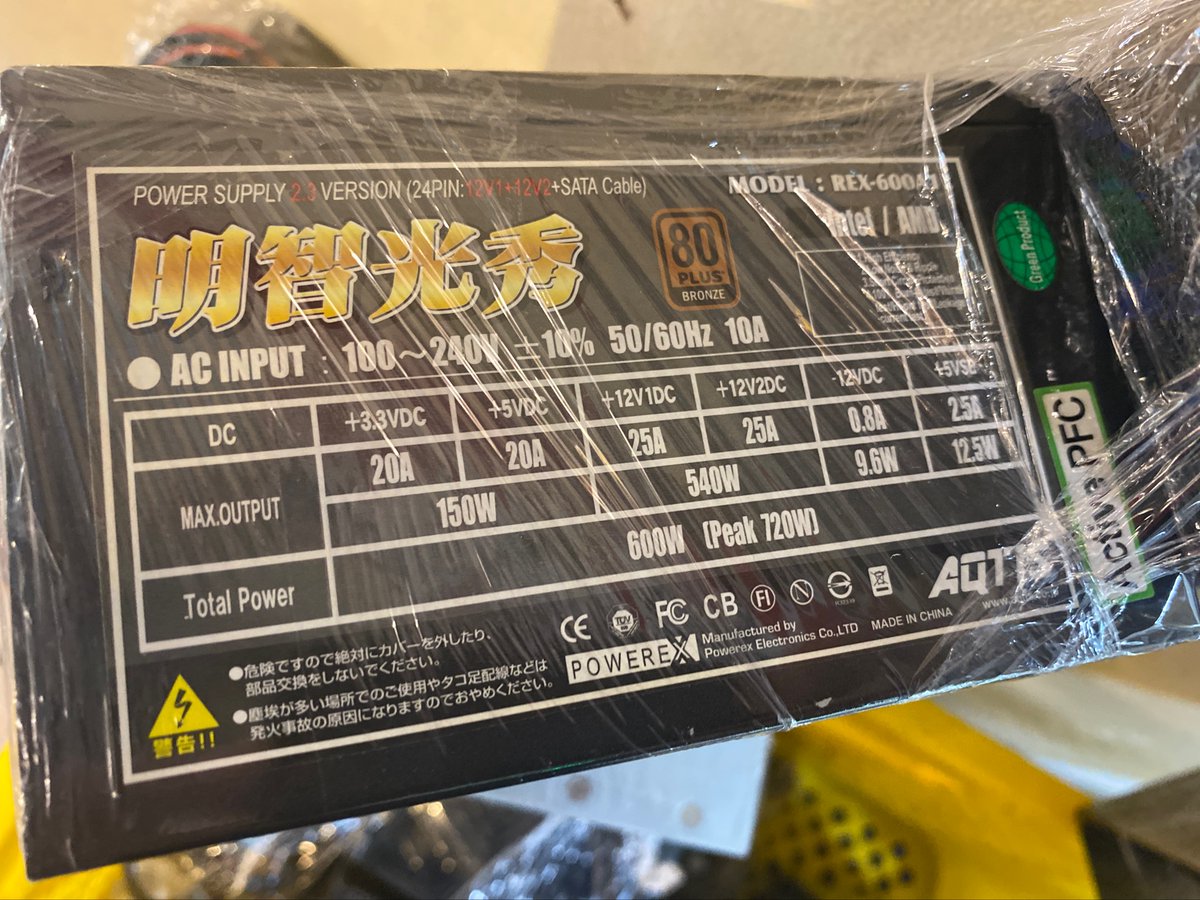 POWER SUPPLY 2.3 VERSION (24PIN:12V1+12V2+SATA Cable)
MODEL : REX-600A
明智光秀
80
PLUS
BRONZE
Intel / AMD
Green Product
● AC INPUT : 100～240V ±10% 50/60Hz 10A
DC +3.3VDC +5VDC +12V1DC +12V2DC -12VDC +5VSB
MAX.OUTPUT 20A 20A 25A 25A 0.8A 2.5A
150W 540W 9.6W 12.5W
Total Power 600W (Peak 720W)
Active PFC
CE TÜV FC CB FI N
●危険ですので絶対にカバーを外したり、
部品交換をしないでください。
●塵埃が多い場所でのご使用やタコ足配線などは
発火事故の原因になりますのでおやめください。
警告!!
POWEREX
Manufactured by
Powerex Electronics Co.,LTD
MADE IN CHINA
www.